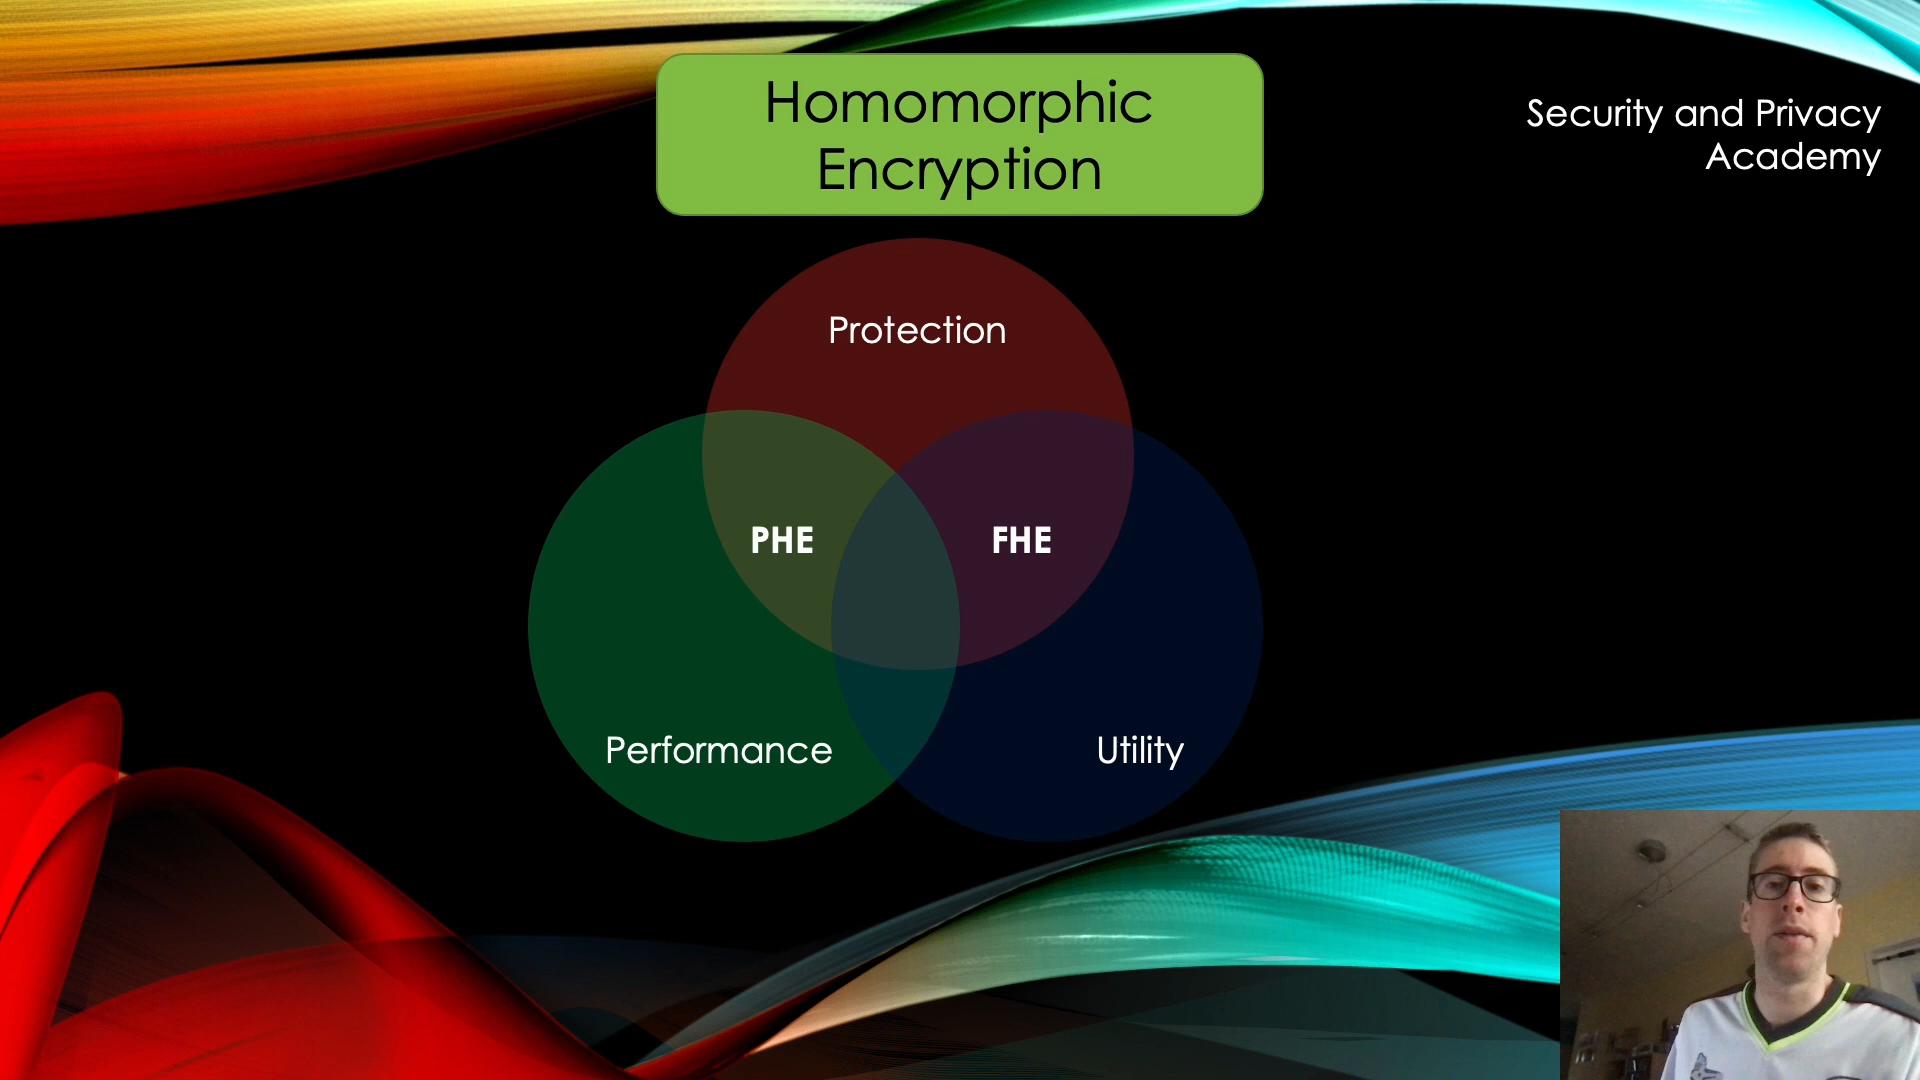 Homomorphic
Encryption
Security and Privacy
Academy
Protection
PHE
FHE
Performance
Utility